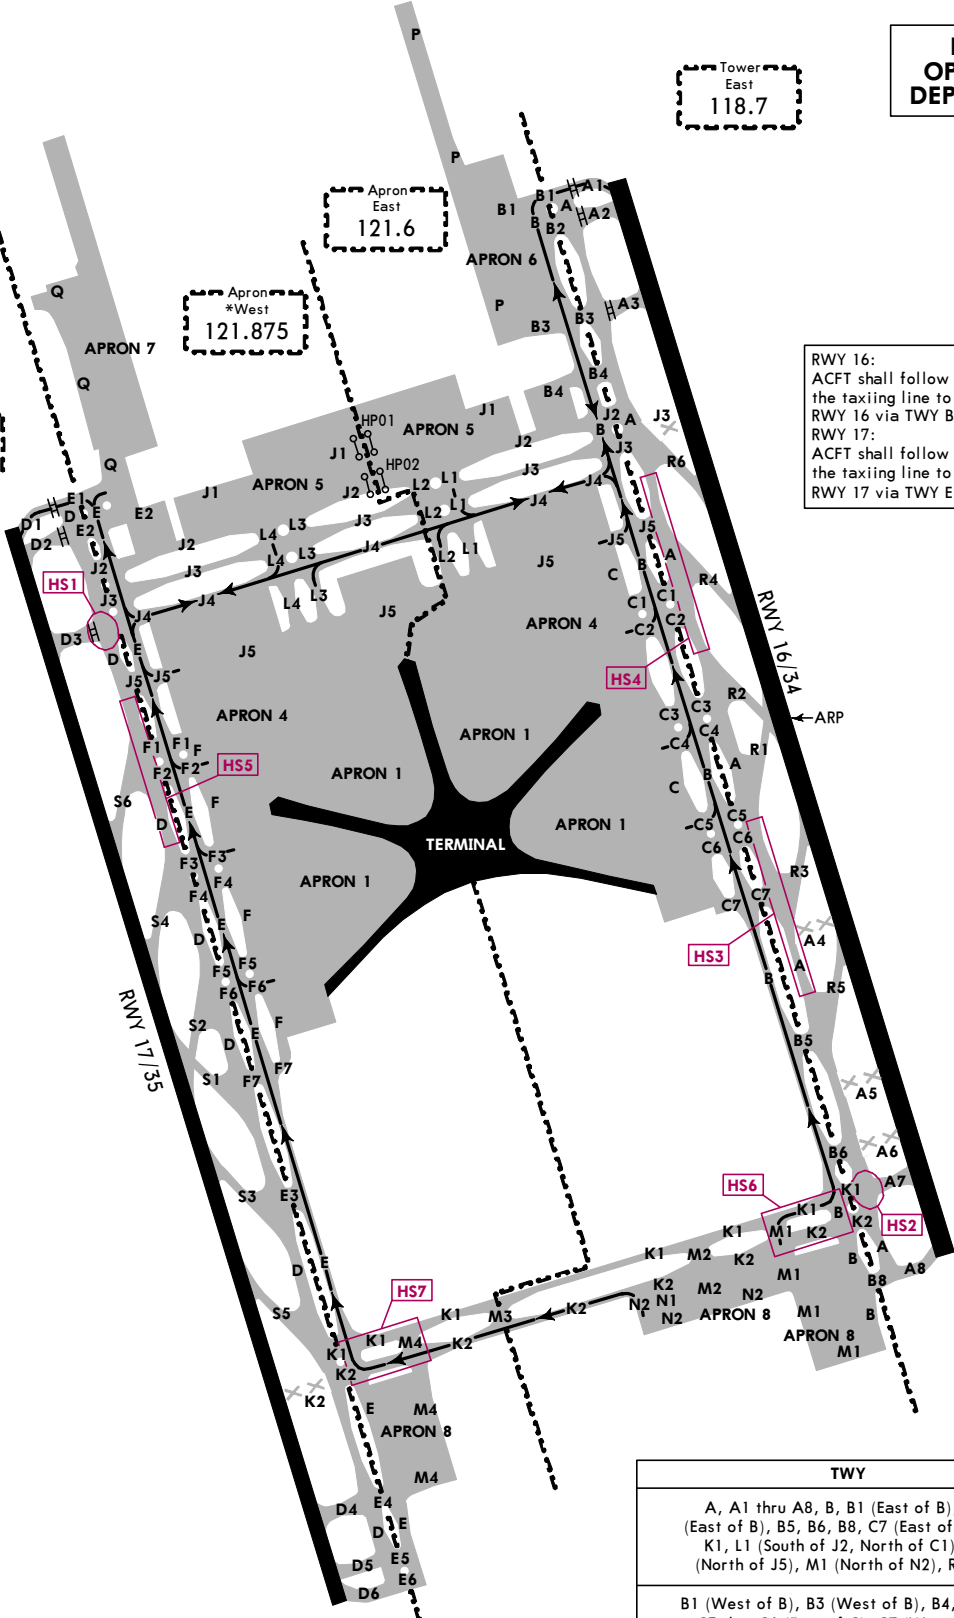 P
Tower
East
118.7
OP
DEP
P
A1
B1
A
B1
A2
B
B2
Apron
East
121.6
APRON 6
Q
P
A3
Apron
*West
121.875
B3
B3
APRON 7
Q
B4
B4
RWY 16:
ACFT shall follow
the taxiing line to
RWY 16 via TWY B
RWY 17:
ACFT shall follow
the taxiing line to
RWY 17 via TWY E
J1
J2
A
J3
HP01
APRON 5
B
J1
J2
J3
HP02
R6
Q
J3
APRON 5
J2
L2
L1
J4
J1
E1
D
E
E2
L1
J4
D1
E2
L3
J3
L2
J5
D2
L4
J2
J4
L3
L2
L1
J5
B
A
J2
J3
L4
J5
C
R4
HS1
J3
J4
L4
L3
J5
C1
C1
C2
J4
APRON 4
C2
RWY 16/34
D3
E
J5
D
HS4
J5
J5
R2
APRON 4
C3
C3
ARP
C4
APRON 1
C4
F1
F1
F
R1
F2
F2
HS5
APRON 1
B
A
S6
F
C
E
D
C5
C5
TERMINAL
APRON 1
C6
C6
F3
F3
R3
F4
F4
APRON 1
C7
C7
S4
F
E
D
A4
HS3
F5
F5
A
F6
F6
B
R5
RWY 17/35
S2
F
E
B5
D
F7
S1
F7
A5
B6
A6
HS6
K1
A7
S3
E3
K1
B
K2
HS2
K1
M1
K2
A
K1
M2
K2
B
E
D
M1
A8
HS7
K2
M2
B8
N2
N1
N2
S5
K1
M3
K2
N2
APRON 8
M1
B
K1
M4
K2
APRON 8
K1
M1
K2
K2
E
M4
APRON 8
M4
TWY
E4
A, A1 thru A8, B, B1 (East of B)
D4
(East of B), B5, B6, B8, C7 (East of
D
E
K1, L1 (South of J2, North of C1)
D5
E5
(North of J5), M1 (North of N2), R
E6
D6
B1 (West of B), B3 (West of B), B4,